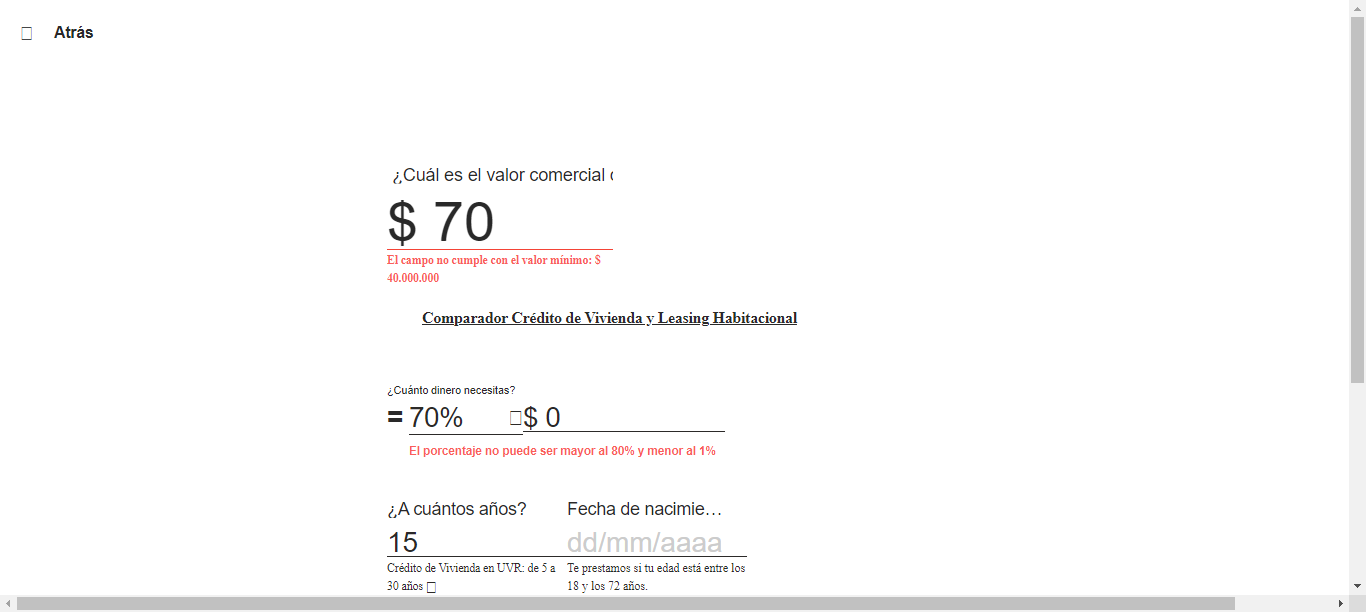 Atrás
¿Cuál es el valor comercial
$ 70
El campo no cumple con el valor mínimo: $
40.000.000
Comparador Crédito de Vivienda y Leasing Habitacional
¿Cuánto dinero necesitas?
= 70% $ 0
El porcentaje no puede ser mayor al 80% y menor al 1%
¿A cuántos años? Fecha de nacimie…
15 dd/mm/aaaa
Crédito de Vivienda en UVR: de 5 a Te prestamos si tu edad está entre los
30 años 18 y los 72 años.